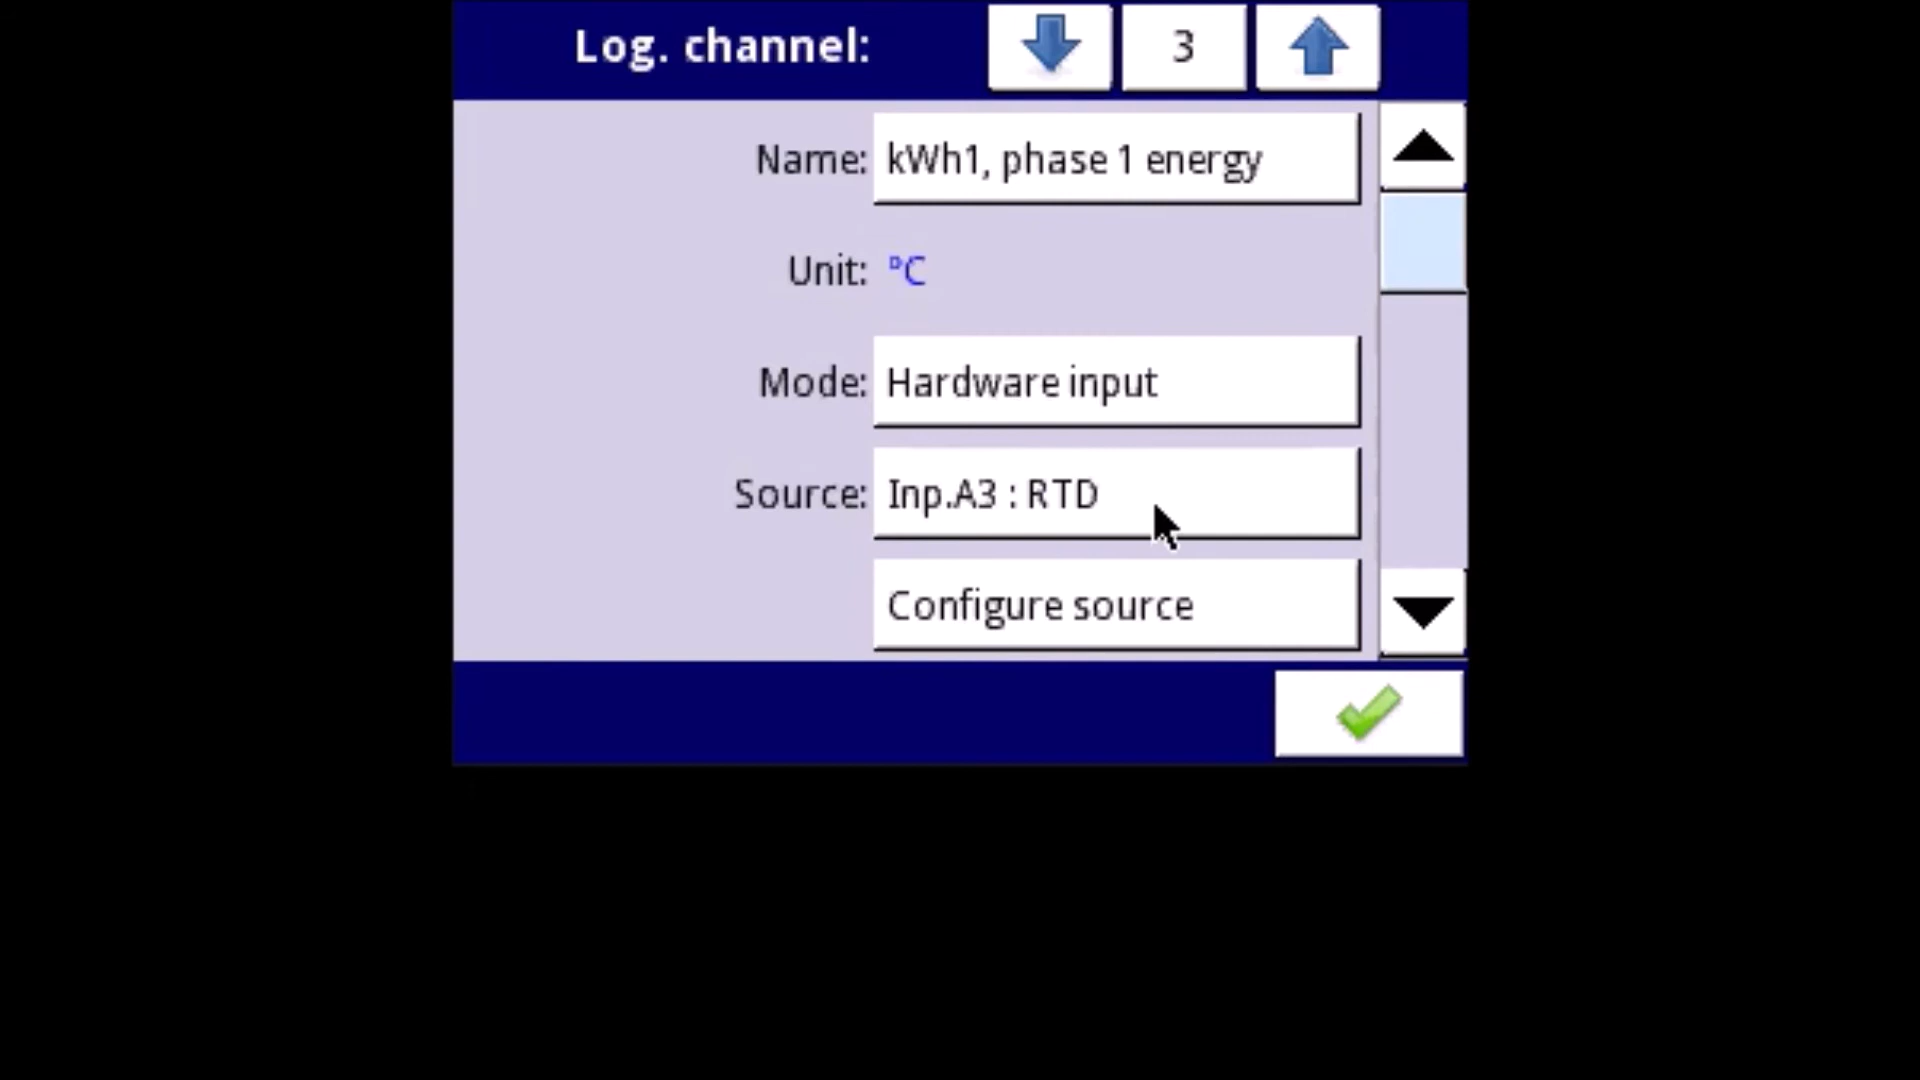 Log. channel: 3
Name: kWh1, phase 1 energy
Unit: °C
Mode: Hardware input
Source: Inp.A3 : RTD
Configure source